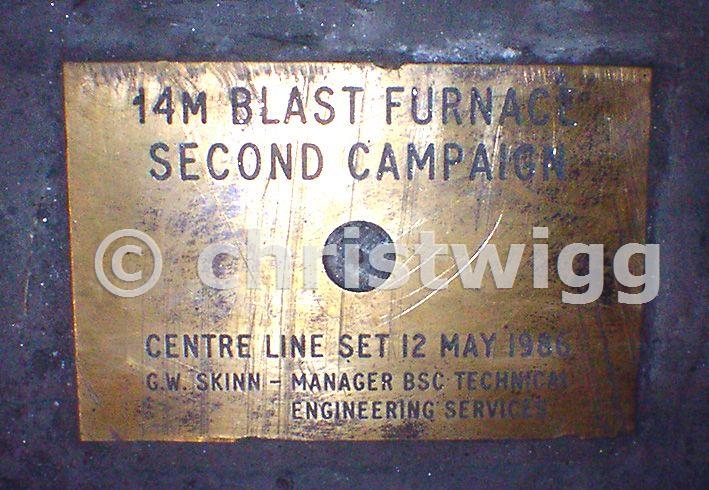 14M BLAST FURNACE
SECOND CAMPAIGN
© christwigg
CENTRE LINE SET 12 MAY 1986
G.W. SKINN – MANAGER BSC TECHNICAL
ENGINEERING SERVICES